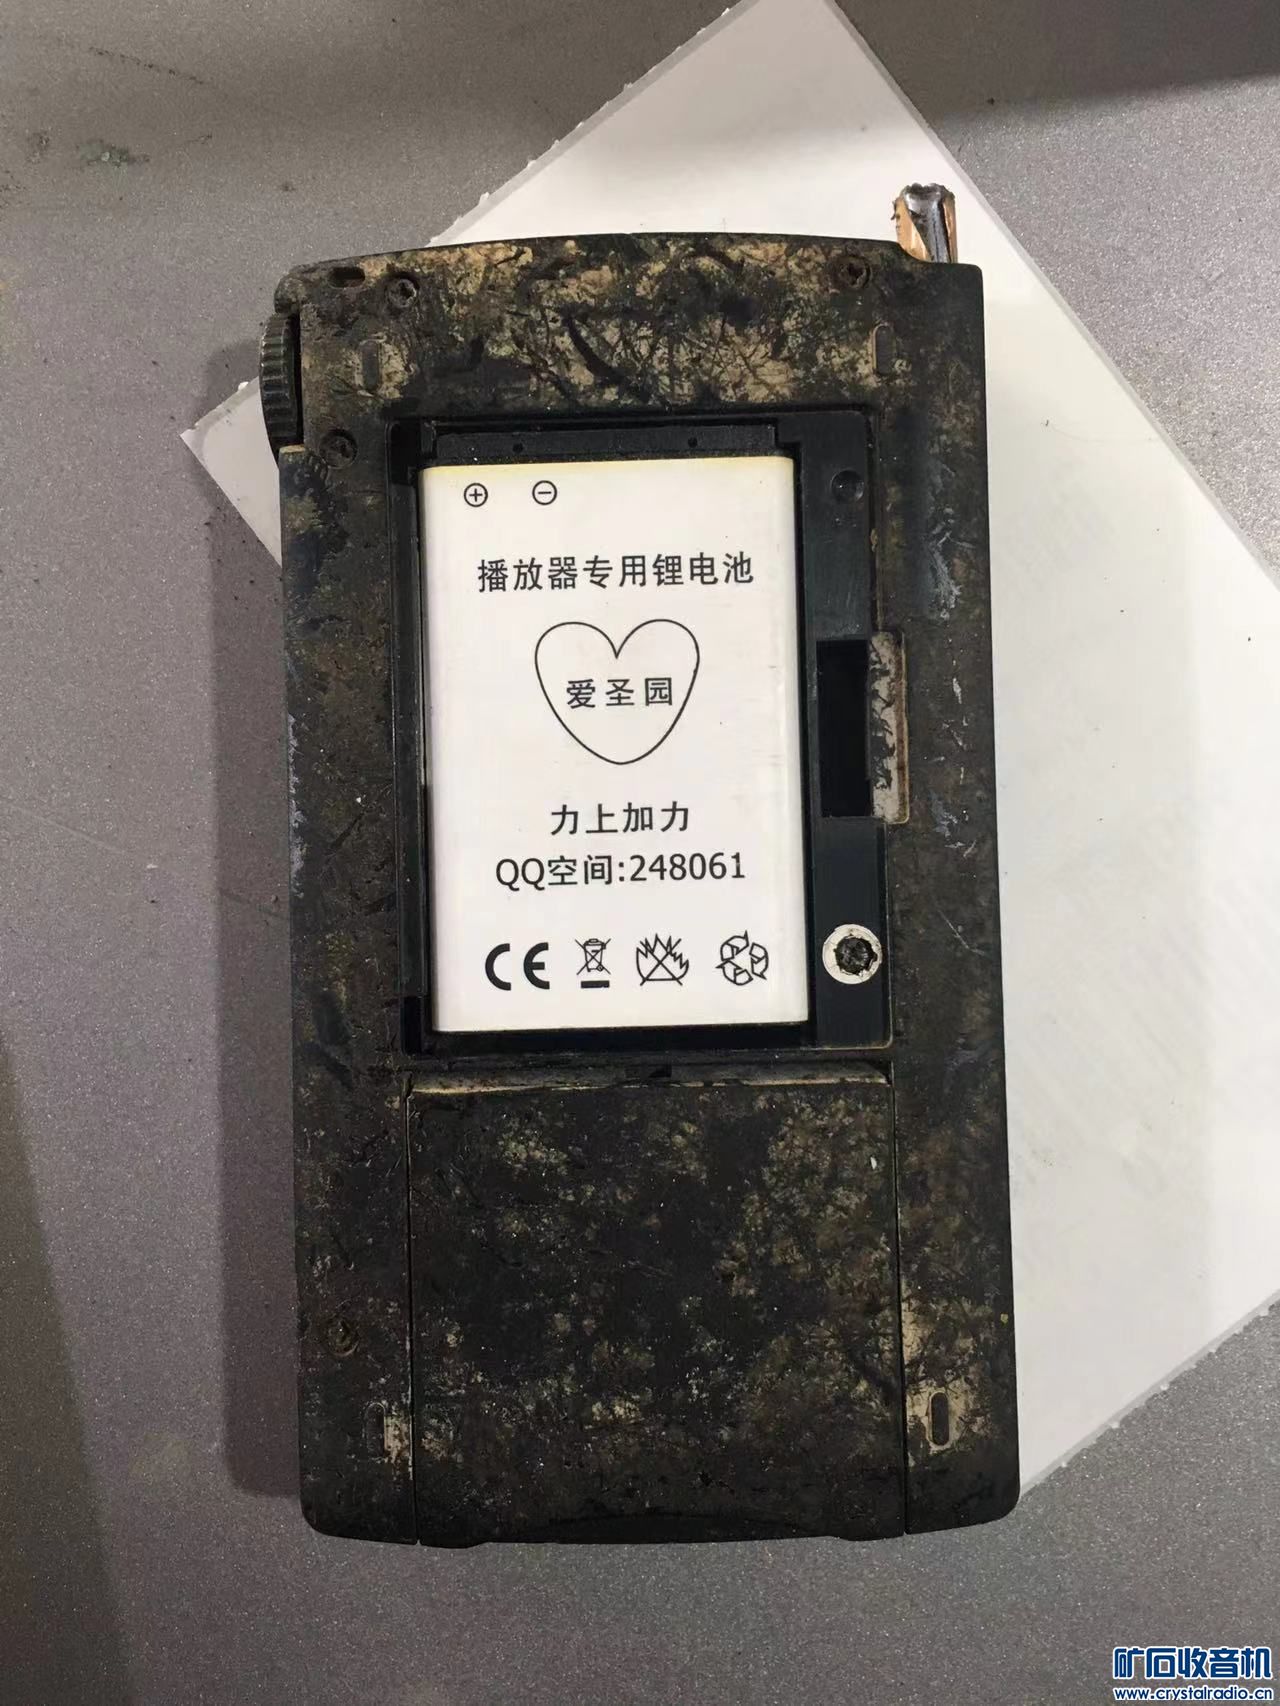 ⊕ ⊖
播放器专用锂电池
爱圣园
力上加力
QQ空间:248061
CE
矿石收音机
www.crystalradio.cn